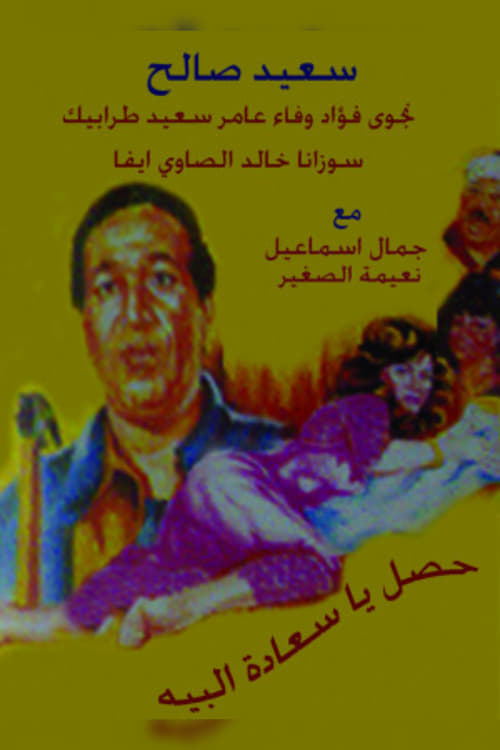 سعيد صالح
نجوى فؤاد وفاء عامر سعيد طرابيك
سوزانا خالد الصاوي ايفا
مع
جمال اسماعيل
نعيمة الصغير
حصل يا سعادة البيه